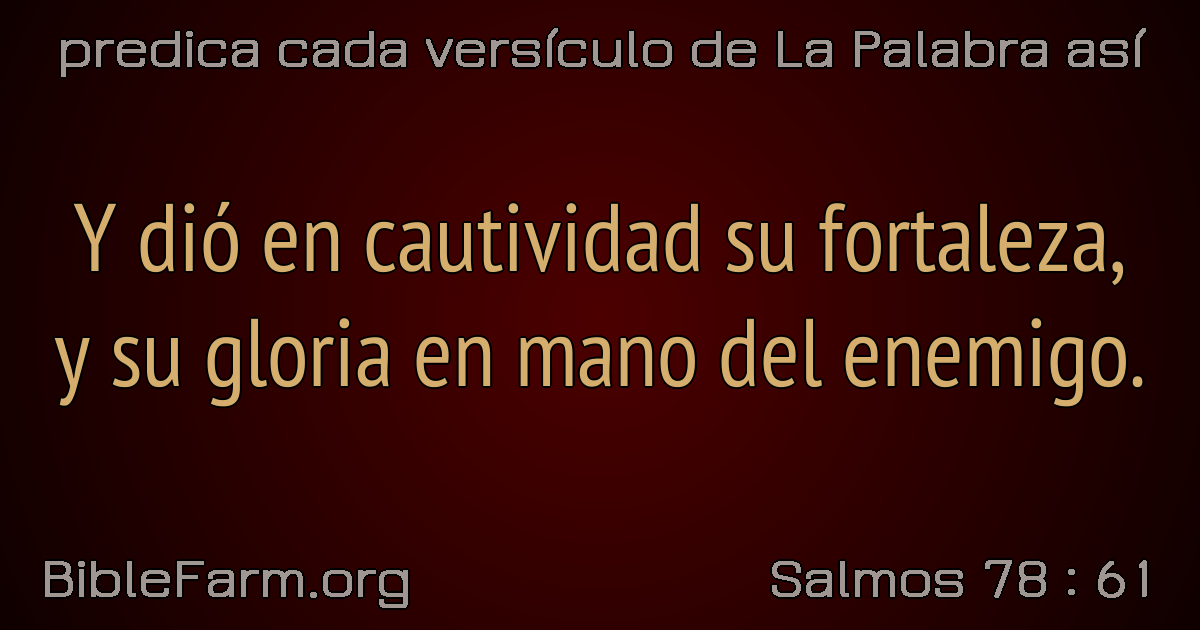 predica cada versículo de La Palabra así
Y dió en cautividad su fortaleza,
y su gloria en mano del enemigo.
BibleFarm.org
Salmos 78 : 61